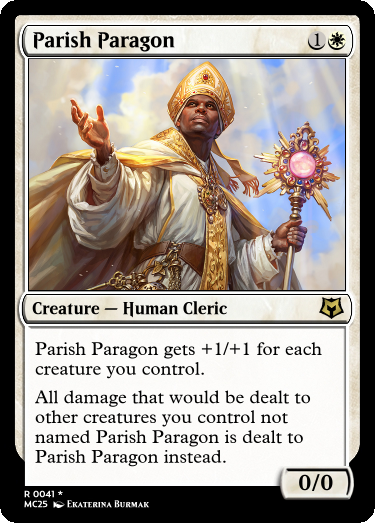 Parish Paragon 1
Creature — Human Cleric
Parish Paragon gets +1/+1 for each
creature you control.
All damage that would be dealt to
other creatures you control not
named Parish Paragon is dealt to
Parish Paragon instead.
0/0
R 0041 *
MC25 Ekaterina Burmak